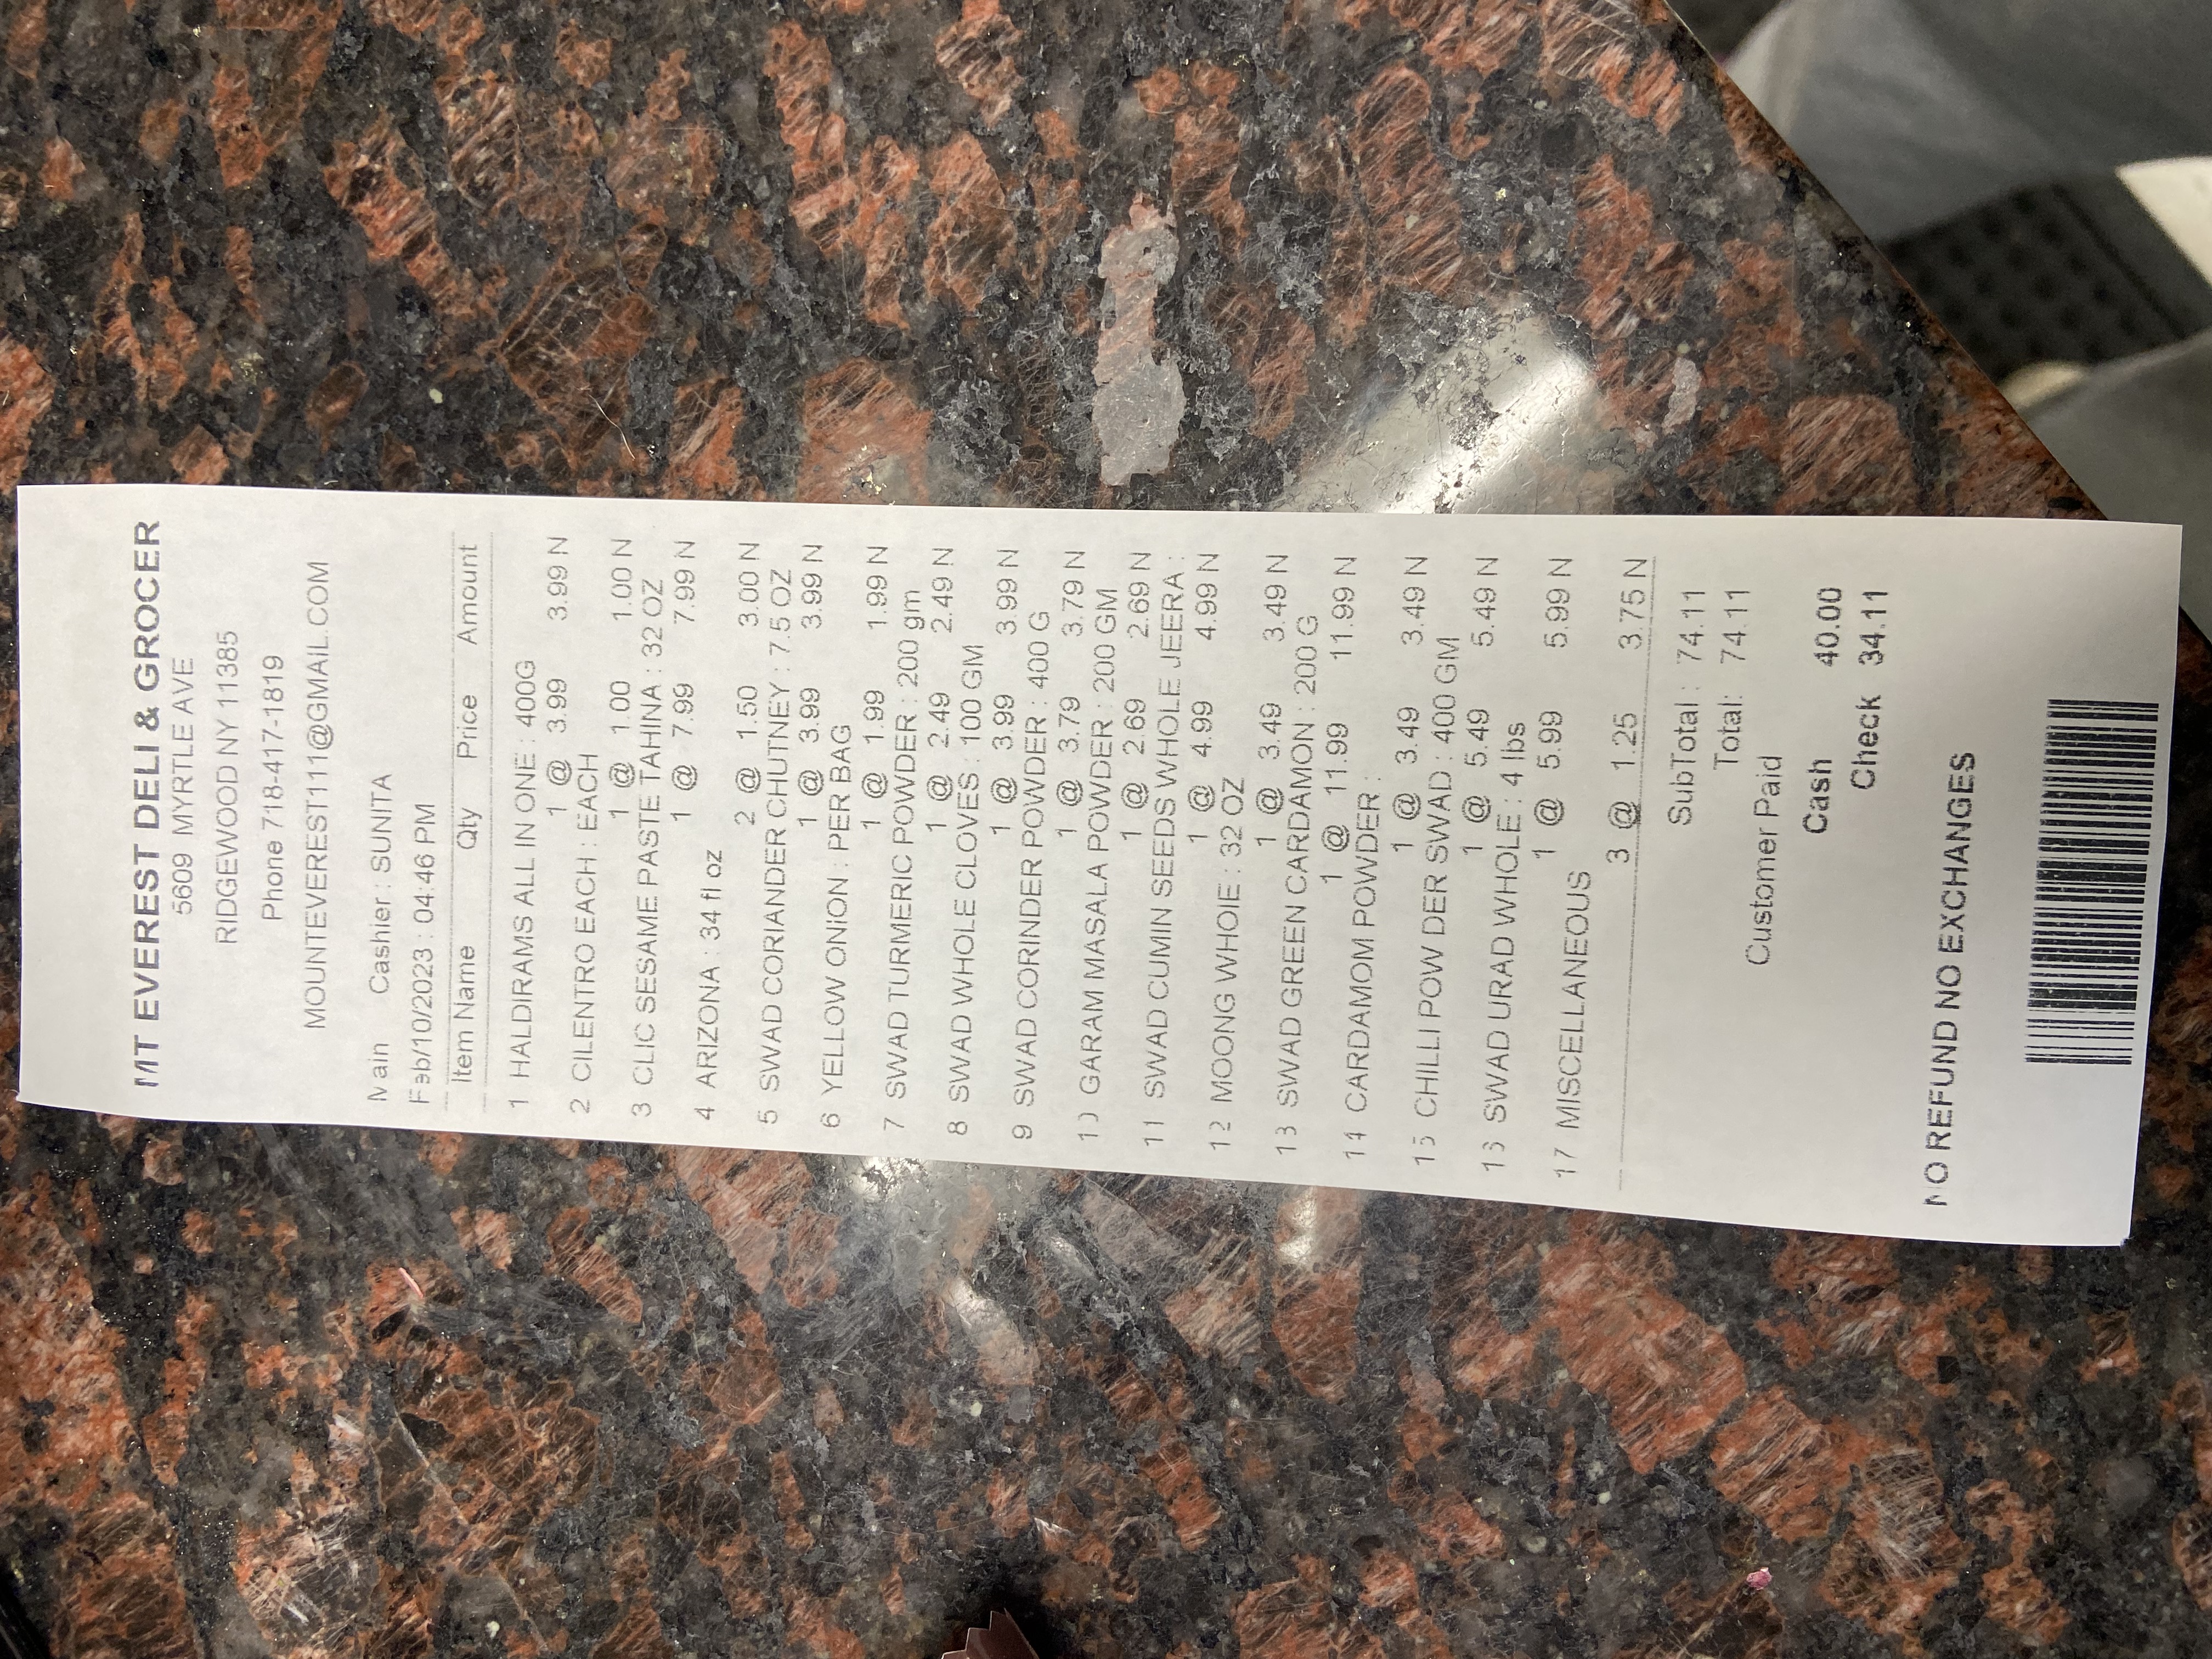 MT EVEREST DELI & GROCER
5609 MYRTLE AVE
RIDGEWOOD NY 11385
Phone 718-417-1819
MOUNTEVEREST111@GMAIL.COM
Main Cashier : SUNITA
Feb/10/2023 : 04:46 PM
Item Name Qty Price Amount
1 HALDIRAMS ALL IN ONE : 400G
1 @ 3.99 3.99 N
2 CILENTRO EACH : EACH
1 @ 1.00 1.00 N
3 CLIC SESAME PASTE TAHINA : 32 OZ
1 @ 7.99 7.99 N
4 ARIZONA : 34 fl oz
2 @ 1.50 3.00 N
5 SWAD CORIANDER CHUTNEY : 7.5 OZ
1 @ 3.99 3.99 N
6 YELLOW ONION : PER BAG
1 @ 1.99 1.99 N
7 SWAD TURMERIC POWDER : 200 gm
1 @ 2.49 2.49 N
8 SWAD WHOLE CLOVES : 100 GM
1 @ 3.99 3.99 N
9 SWAD CORINDER POWDER : 400 G
1 @ 3.79 3.79 N
10 GARAM MASALA POWDER : 200 GM
1 @ 2.69 2.69 N
11 SWAD CUMIN SEEDS WHOLE JEERA :
1 @ 4.99 4.99 N
12 MOONG WHOIE : 32 OZ
1 @ 3.49 3.49 N
13 SWAD GREEN CARDAMON : 200 G
1 @ 11.99 11.99 N
14 CARDAMOM POWDER :
1 @ 3.49 3.49 N
15 CHILLI POW DER SWAD : 400 GM
1 @ 5.49 5.49 N
16 SWAD URAD WHOLE : 4 lbs
1 @ 5.99 5.99 N
17 MISCELLANEOUS
3 @ 1.25 3.75 N
SubTotal : 74.11
Total: 74.11
Customer Paid
Cash 40.00
Check 34.11
NO REFUND NO EXCHANGES